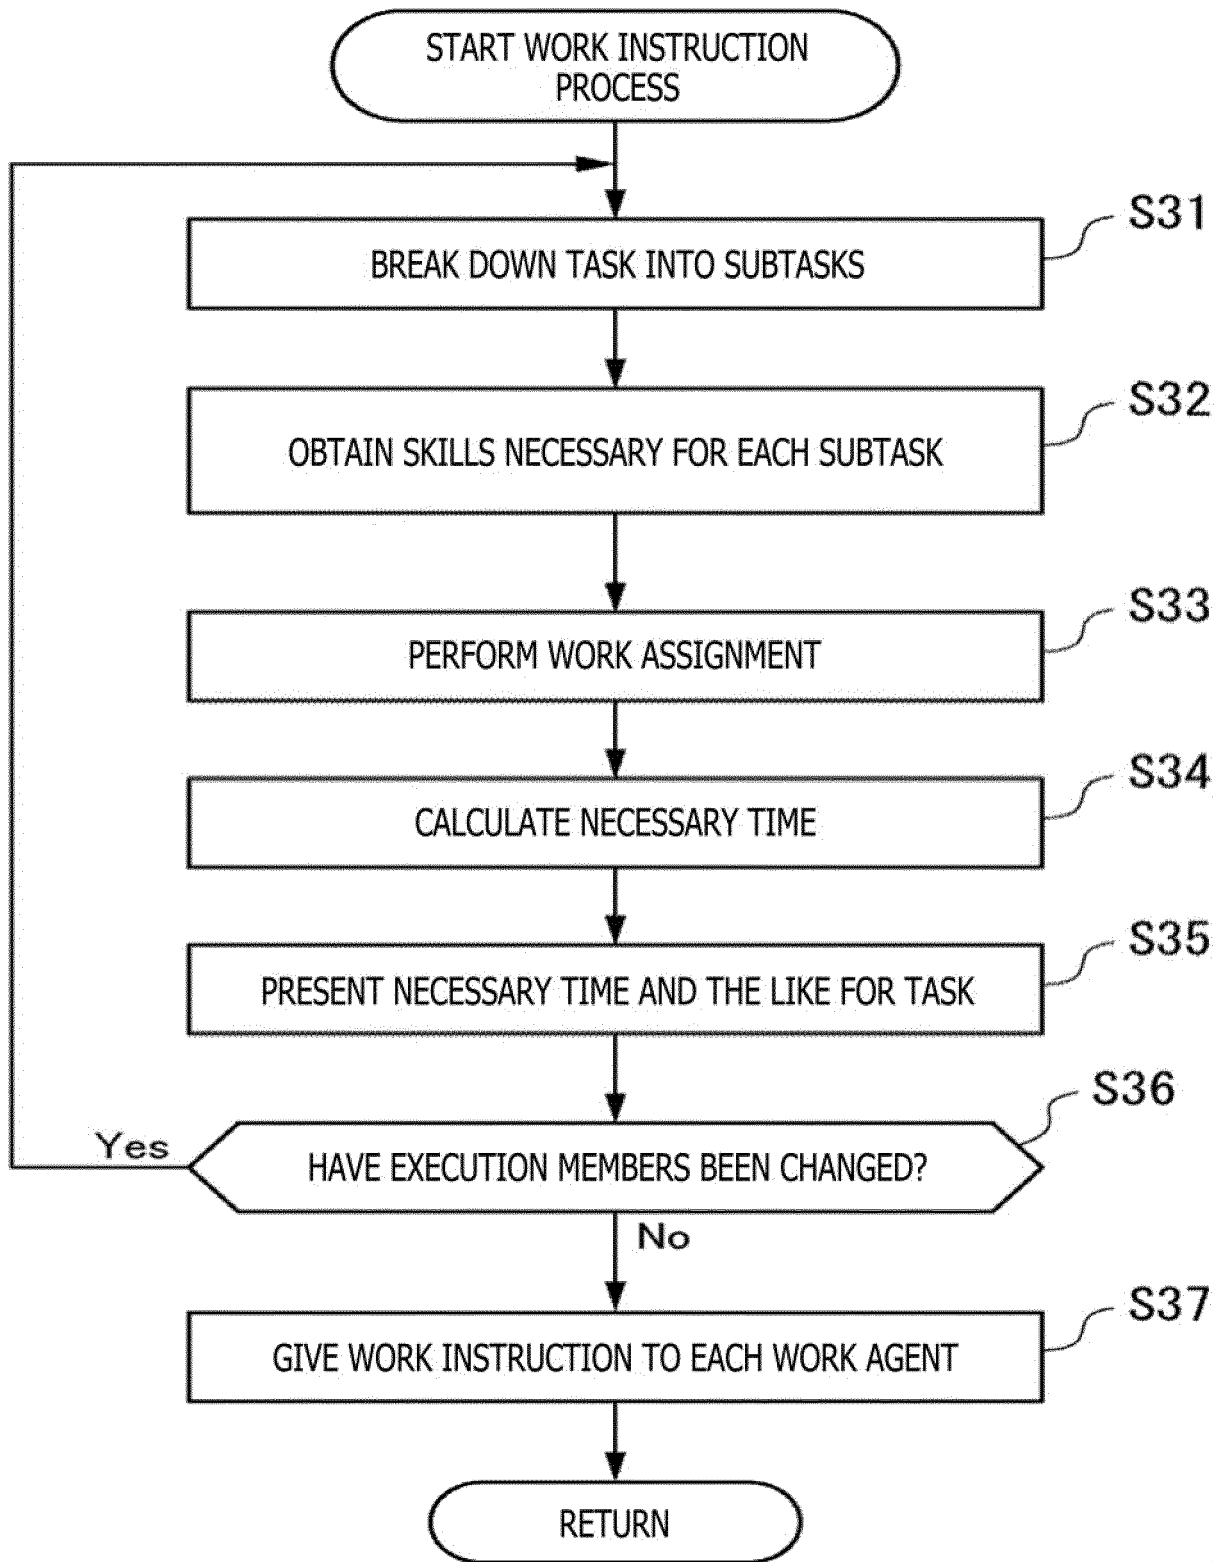 START WORK INSTRUCTION
PROCESS
S31
BREAK DOWN TASK INTO SUBTASKS
S32
OBTAIN SKILLS NECESSARY FOR EACH SUBTASK
S33
PERFORM WORK ASSIGNMENT
S34
CALCULATE NECESSARY TIME
S35
PRESENT NECESSARY TIME AND THE LIKE FOR TASK
S36
Yes
HAVE EXECUTION MEMBERS BEEN CHANGED?
No
S37
GIVE WORK INSTRUCTION TO EACH WORK AGENT
RETURN